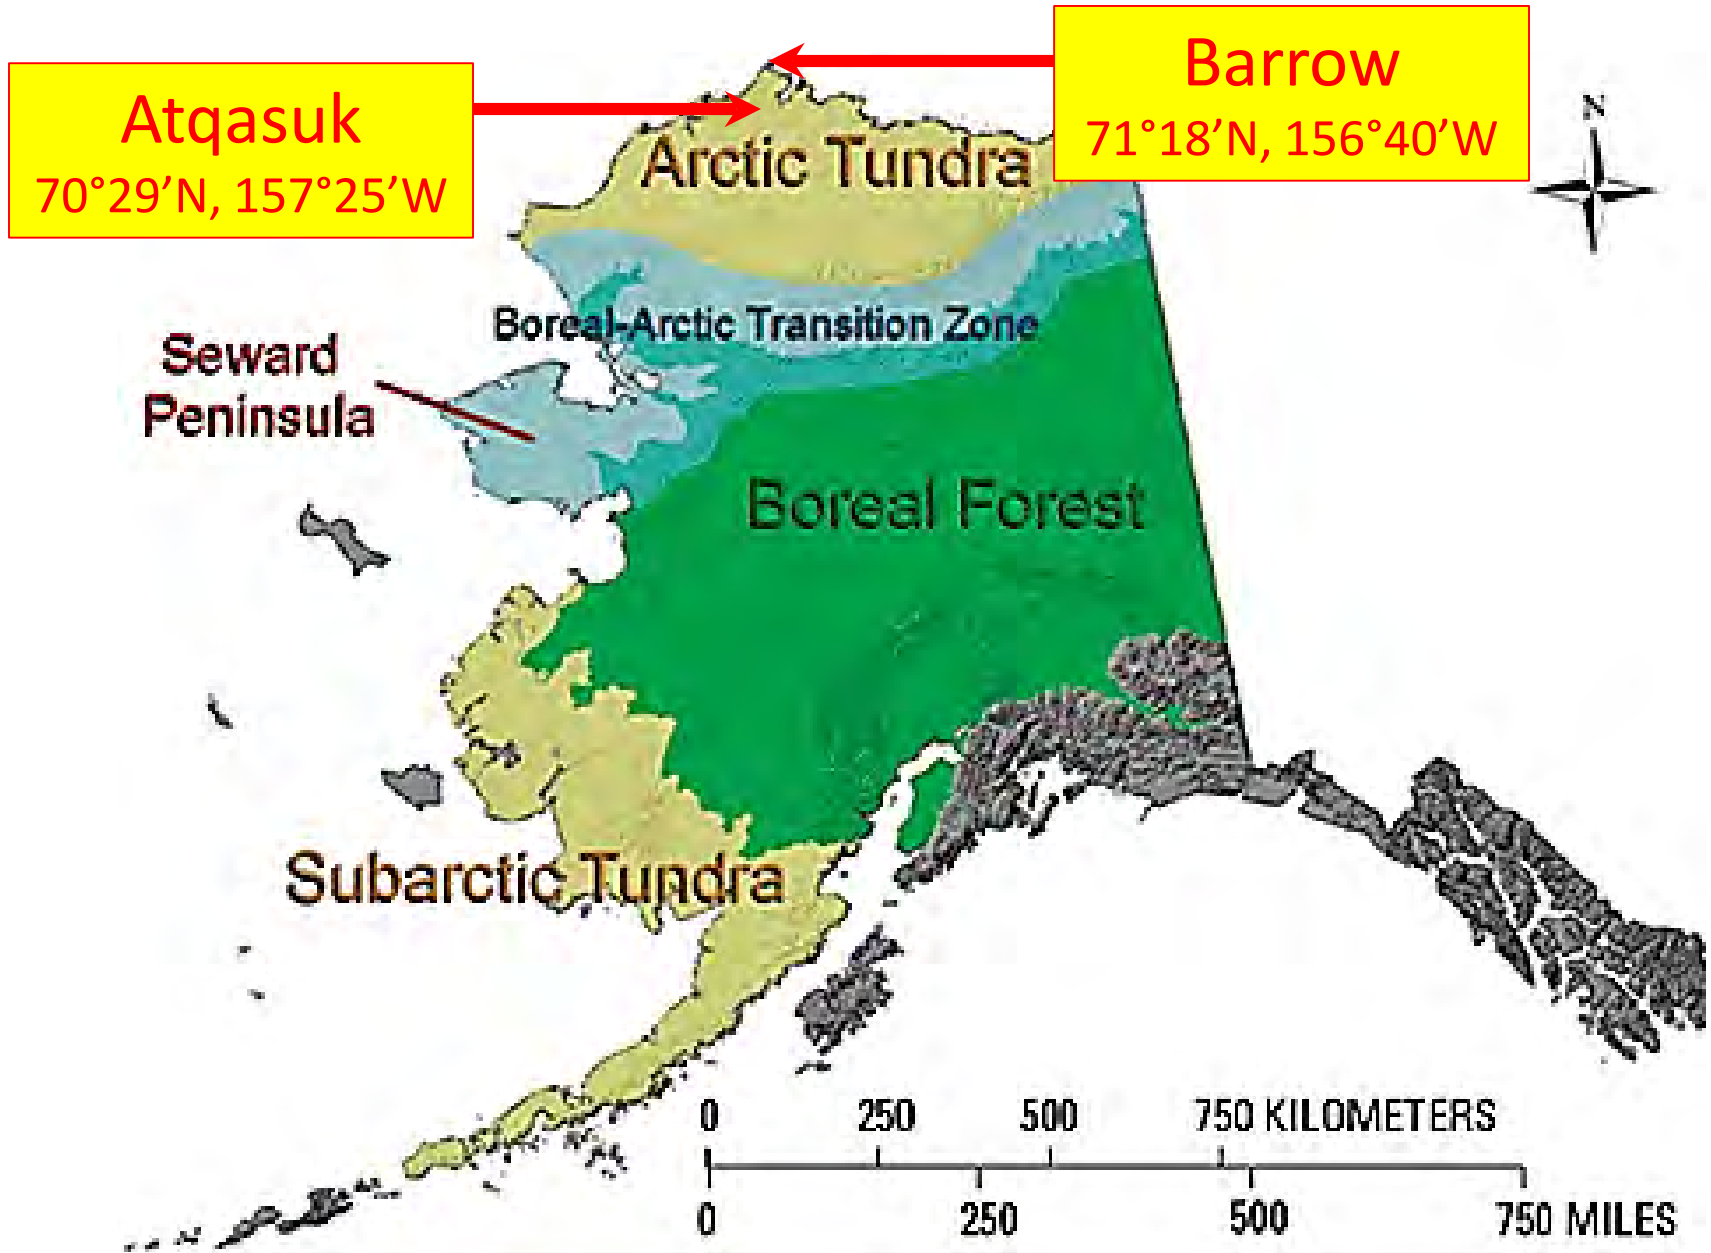 Barrow
71°18’N, 156°40’W
Atqasuk
70°29’N, 157°25’W
N
Arctic Tundra
Boreal-Arctic Transition Zone
Seward
Peninsula
Boreal Forest
Subarctic Tundra
0 250 500 750 KILOMETERS
0 250 500 750 MILES